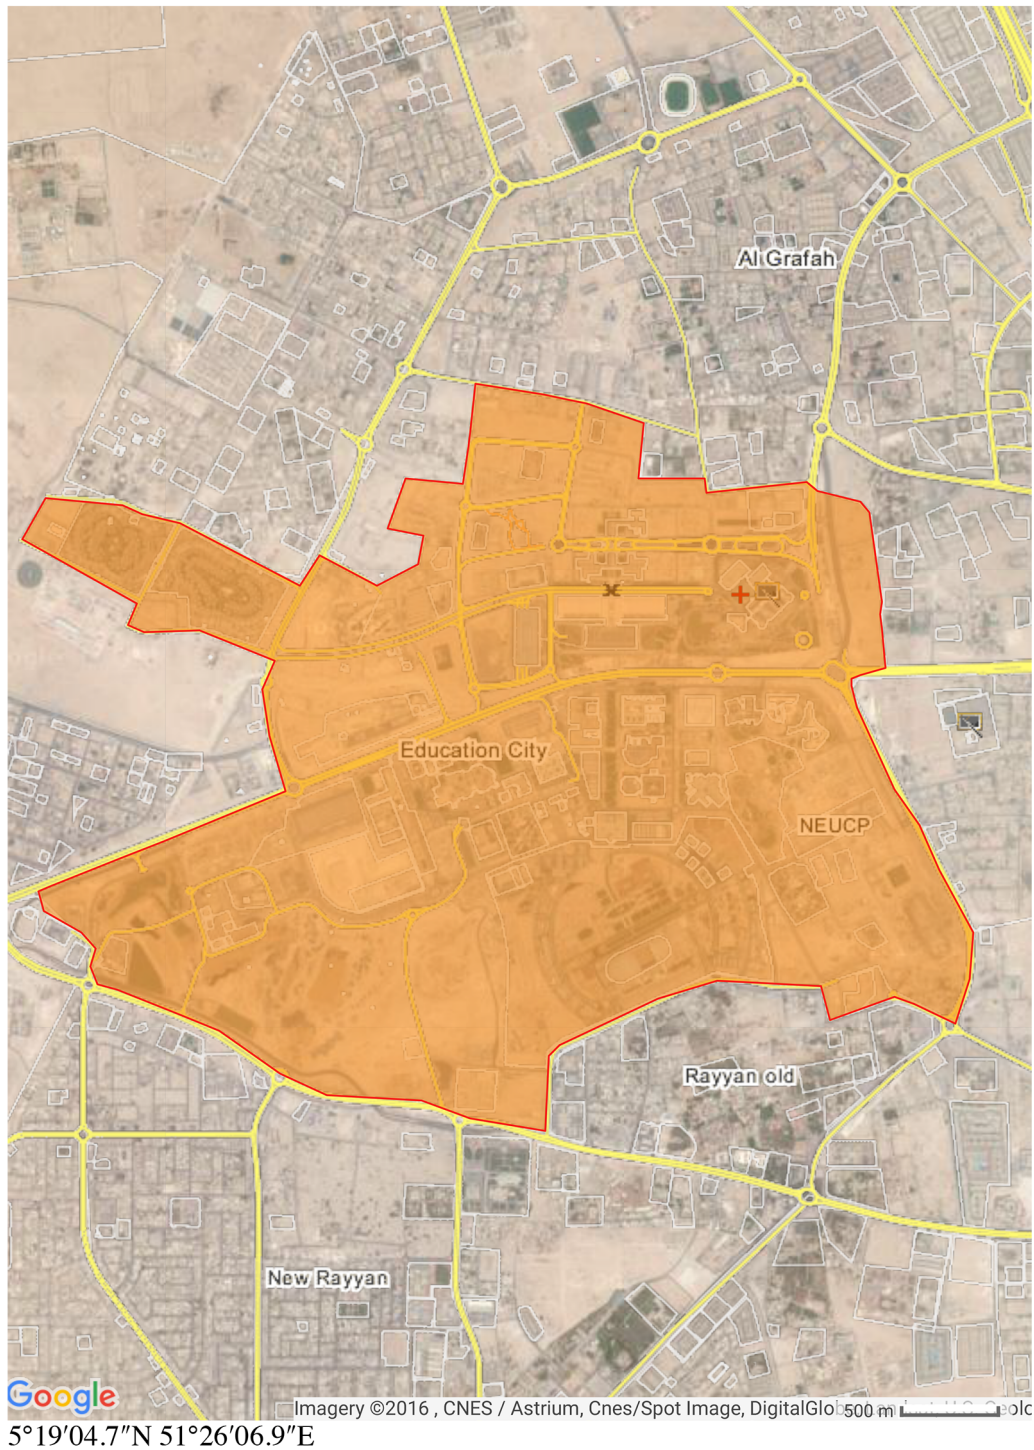 Al Grafah
Education City
NEUCP
Rayyan old
New Rayyan
Google
Imagery ©2016 , CNES / Astrium, Cnes/Spot Image, DigitalGlo
500 m
5°19′04.7″N 51°26′06.9″E